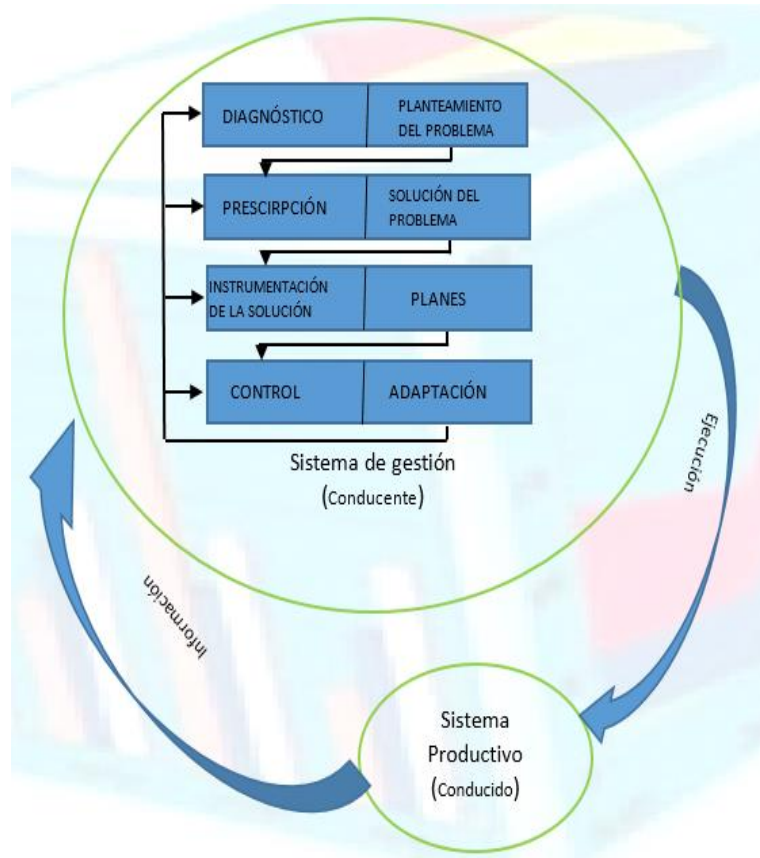 DIAGNÓSTICO
PLANTEAMIENTO
DEL PROBLEMA
PRESCIRPCIÓN
SOLUCIÓN DEL
PROBLEMA
INSTRUMENTACIÓN
DE LA SOLUCIÓN
PLANES
CONTROL
ADAPTACIÓN
Sistema de gestión
(Conducente)
Ejecución
Información
Sistema
Productivo
(Conducido)